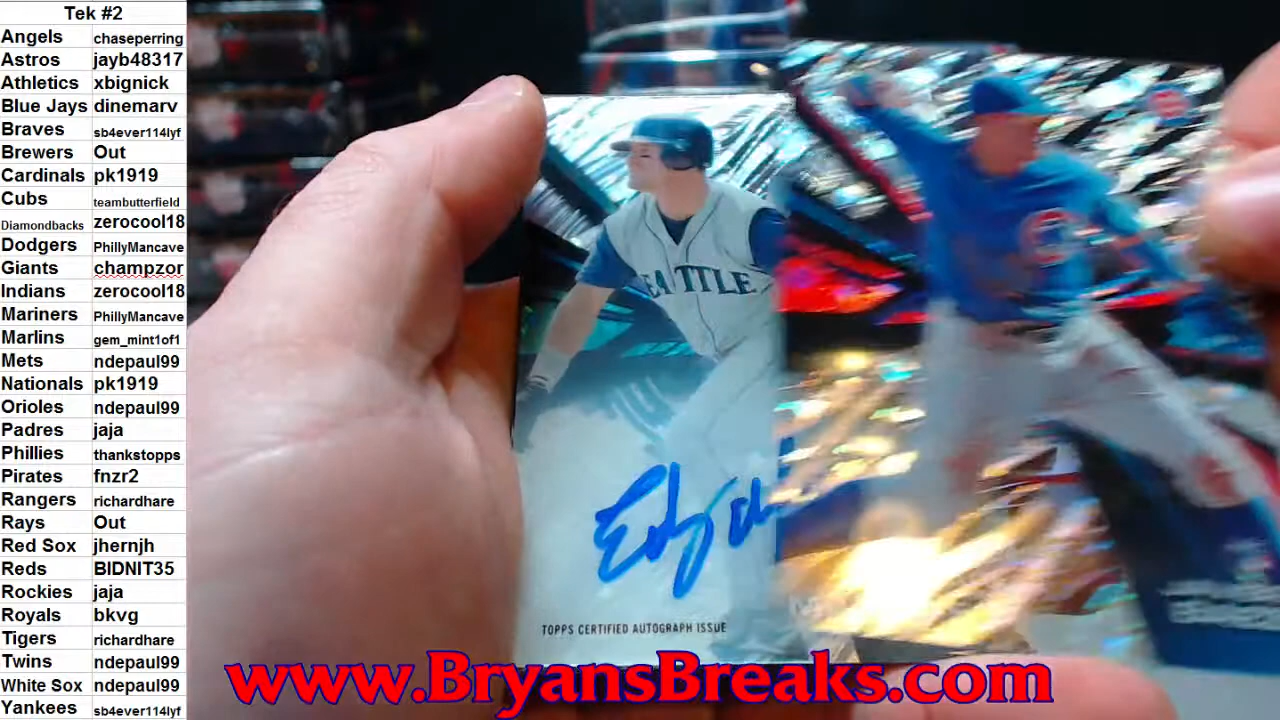 Tek #2
Angels chaseperring
Astros jayb48317
Athletics xbignick
Blue Jays dinemarv
Braves sb4ever114lyf
Brewers Out
Cardinals pk1919
Cubs teambutterfield
Diamondbacks zerocool18
Dodgers PhillyMancave
Giants champzor
Indians zerocool18
Mariners PhillyMancave
Marlins gem_mint1of1
Mets ndepaul99
Nationals pk1919
Orioles ndepaul99
Padres jaja
Phillies thankstopps
Pirates fnzr2
Rangers richardhare
Rays Out
Red Sox jhernjh
Reds BIDNIT35
Rockies jaja
Royals bkvg
Tigers richardhare
Twins ndepaul99
White Sox ndepaul99
Yankees sb4ever114lyf
SEATTLE
TOPPS CERTIFIED AUTOGRAPH ISSUE
www.BryansBreaks.com